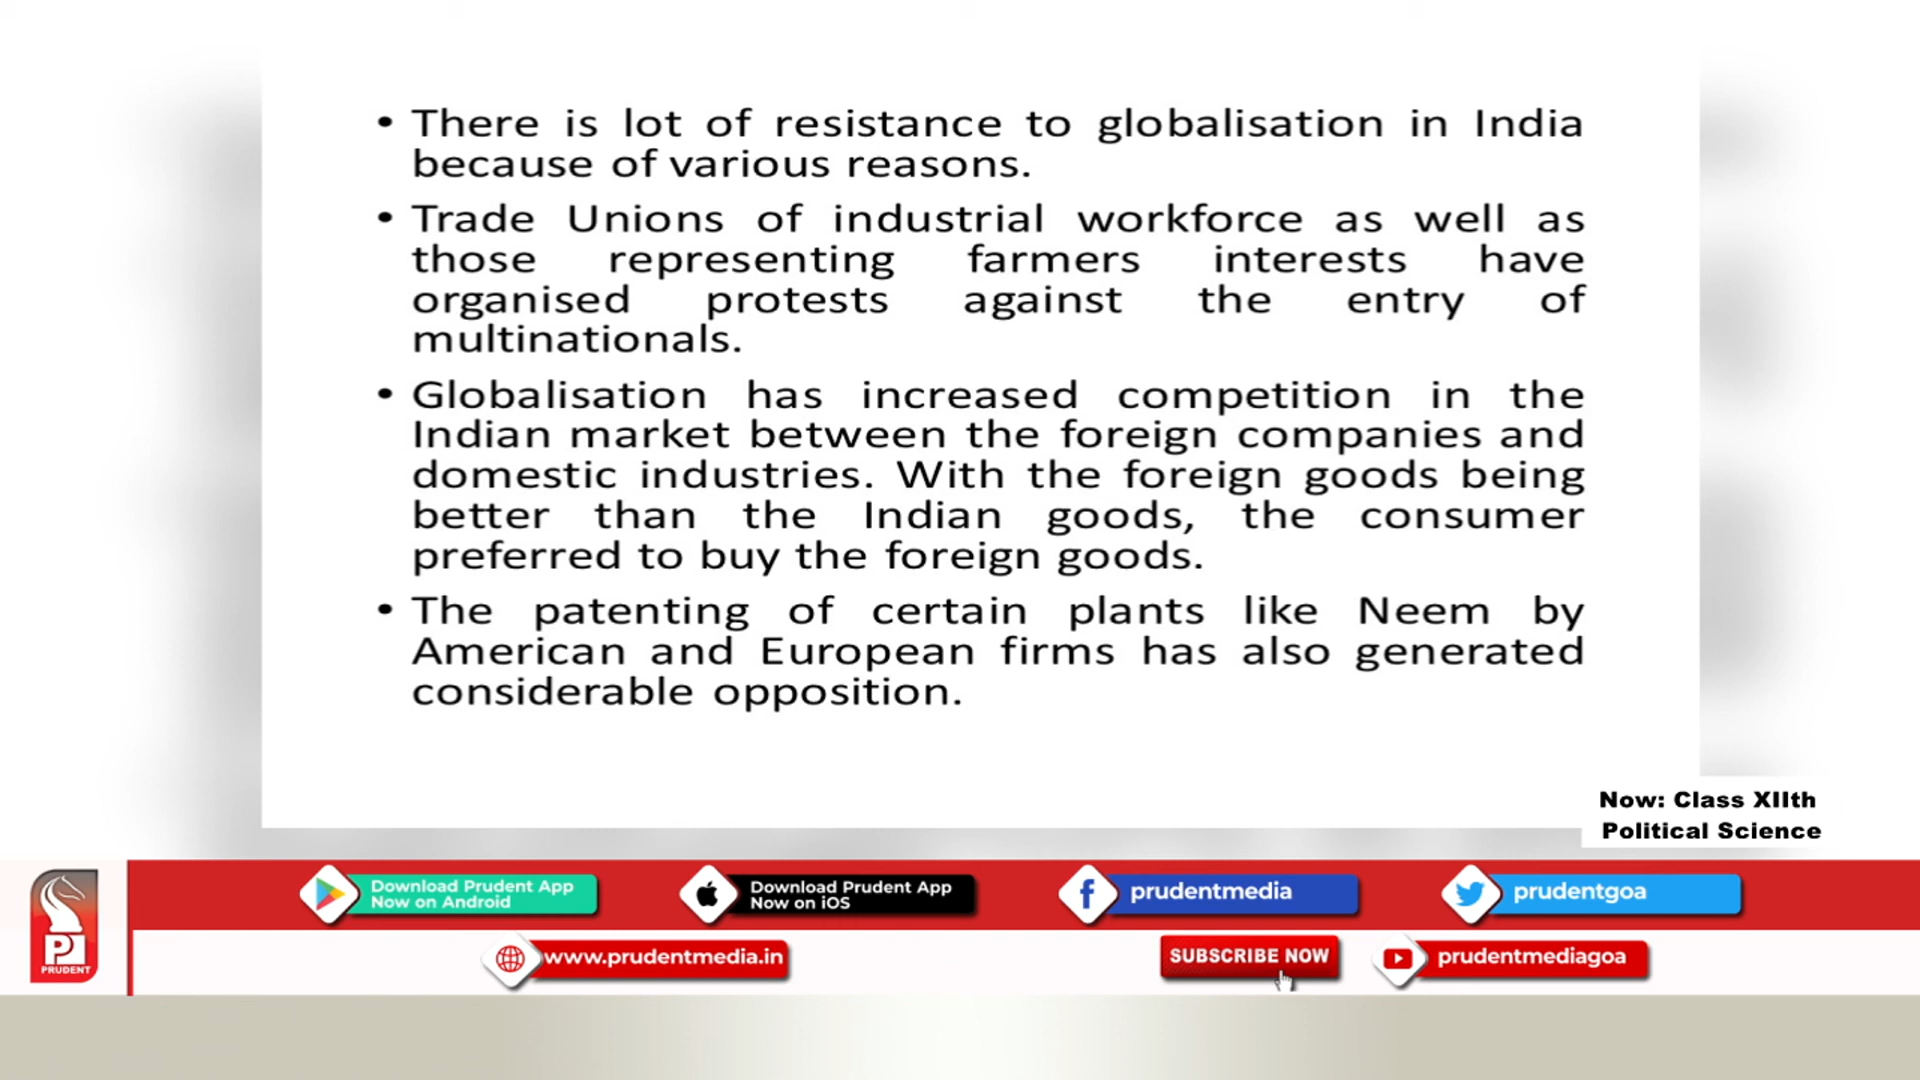 • There is lot of resistance to globalisation in India
because of various reasons.
• Trade Unions of industrial workforce as well as
those representing farmers interests have
organised protests against the entry of
multinationals.
• Globalisation has increased competition in the
Indian market between the foreign companies and
domestic industries. With the foreign goods being
better than the Indian goods, the consumer
preferred to buy the foreign goods.
• The patenting of certain plants like Neem by
American and European firms has also generated
considerable opposition.
Now: Class XIIth
Political Science
Download Prudent App
Now on Android
Download Prudent App
Now on iOS
prudentmedia
prudentgoa
P
PRUDENT
www.prudentmedia.in
SUBSCRIBE NOW
prudentmediagoa